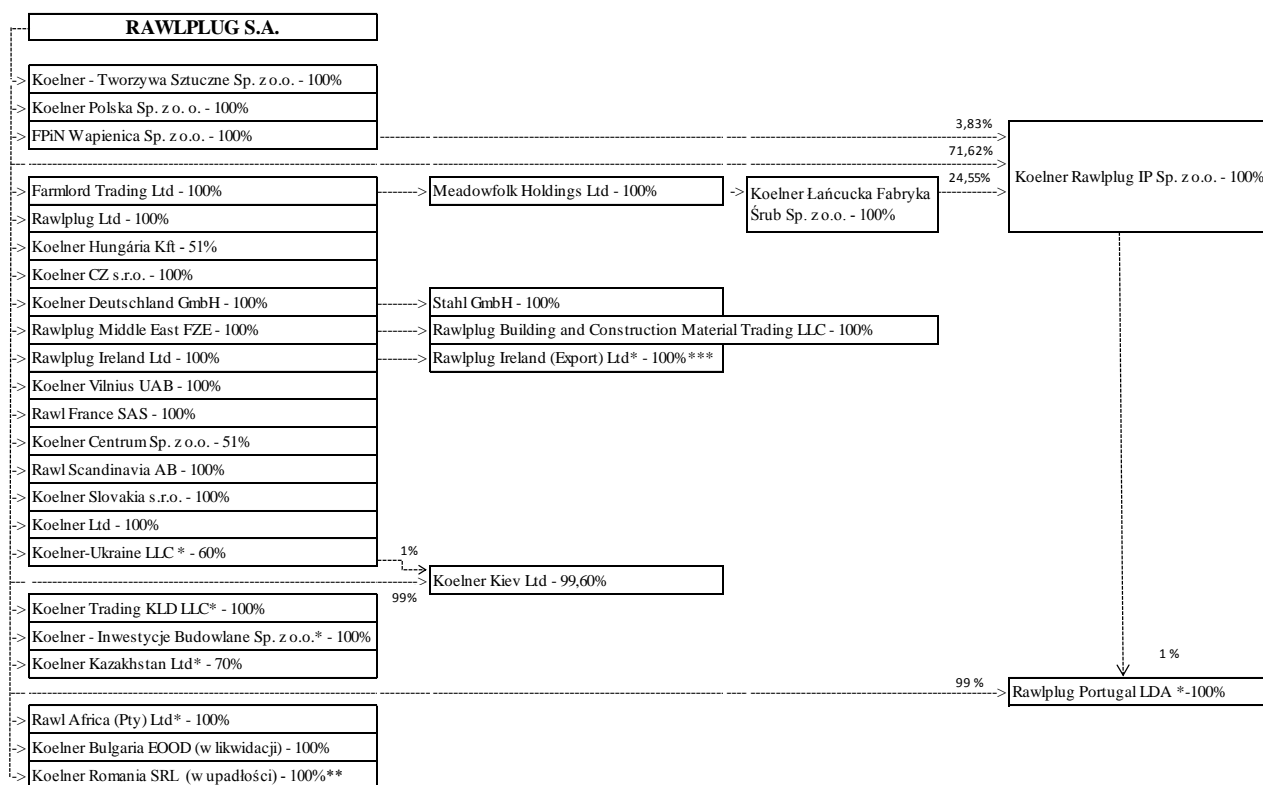 RAWLPLUG S.A.
Koelner - Tworzywa Sztuczne Sp. z o.o. - 100%
Koelner Polska Sp. z o. o. - 100%
FPiN Wapienica Sp. z o.o. - 100%
3,83%
71,62%
24,55%
Koelner Rawlplug IP Sp. z o.o. - 100%
Farmlord Trading Ltd - 100%
Meadowfolk Holdings Ltd - 100%
Koelner Łańcucka Fabryka
Śrub Sp. z o.o. - 100%
Rawlplug Ltd - 100%
Koelner Hungária Kft - 51%
Koelner CZ s.r.o. - 100%
Koelner Deutschland GmbH - 100%
Stahl GmbH - 100%
Rawlplug Middle East FZE - 100%
Rawlplug Building and Construction Material Trading LLC - 100%
Rawlplug Ireland Ltd - 100%
Rawlplug Ireland (Export) Ltd* - 100%***
Koelner Vilnius UAB - 100%
Rawl France SAS - 100%
Koelner Centrum Sp. z o.o. - 51%
Rawl Scandinavia AB - 100%
Koelner Slovakia s.r.o. - 100%
Koelner Ltd - 100%
Koelner-Ukraine LLC * - 60%
1%
Koelner Kiev Ltd - 99,60%
99%
Koelner Trading KLD LLC* - 100%
Koelner - Inwestycje Budowlane Sp. z o.o.* - 100%
Koelner Kazakhstan Ltd* - 70%
1 %
99 %
Rawlplug Portugal LDA *-100%
Rawl Africa (Pty) Ltd* - 100%
Koelner Bulgaria EOOD (w likwidacji) - 100%
Koelner Romania SRL (w upadłości) - 100%**